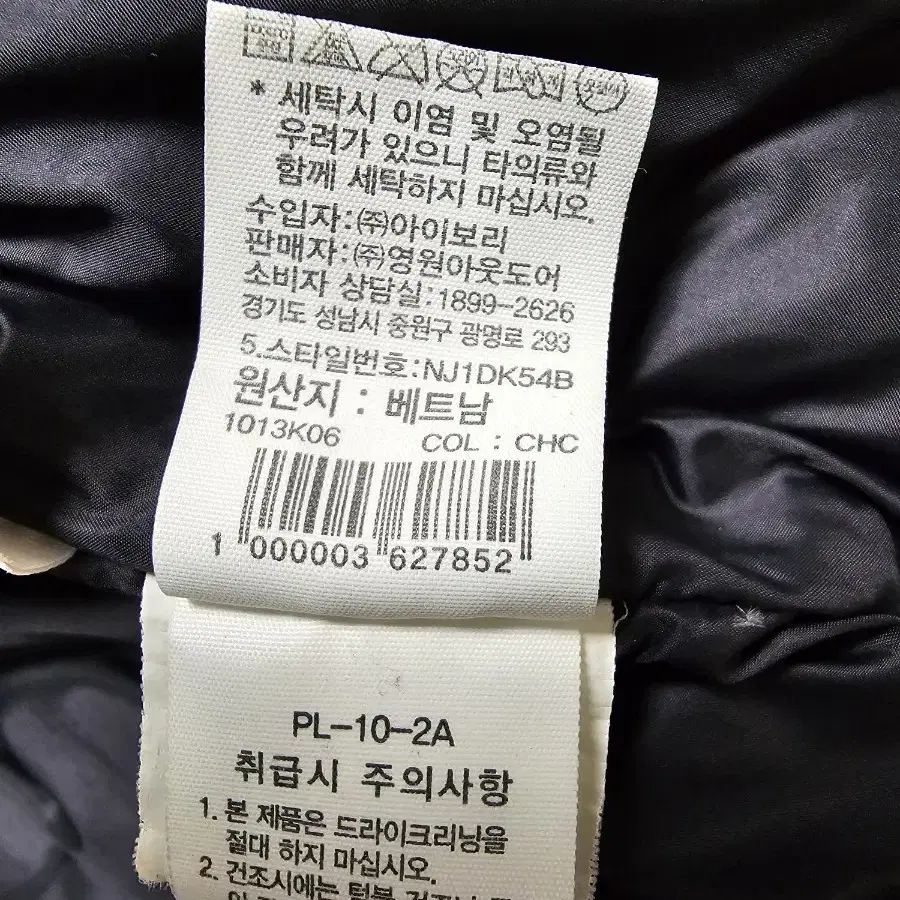 * 세탁시 이염 및 오염될
우려가 있으니 타의류와
함께 세탁하지 마십시오.
수입자:㈜아이보리
판매자:㈜영원아웃도어
소비자 상담실:1899-2626
경기도 성남시 중원구 광명로 293
5.스타일번호:NJ1DK54B
원산지 : 베트남
1013K06 COL : CHC
1 000003 627852
PL-10-2A
취급시 주의사항
1. 본 제품은 드라이크리닝을
절대 하지 마십시오.
2. 건조시에는 텀블